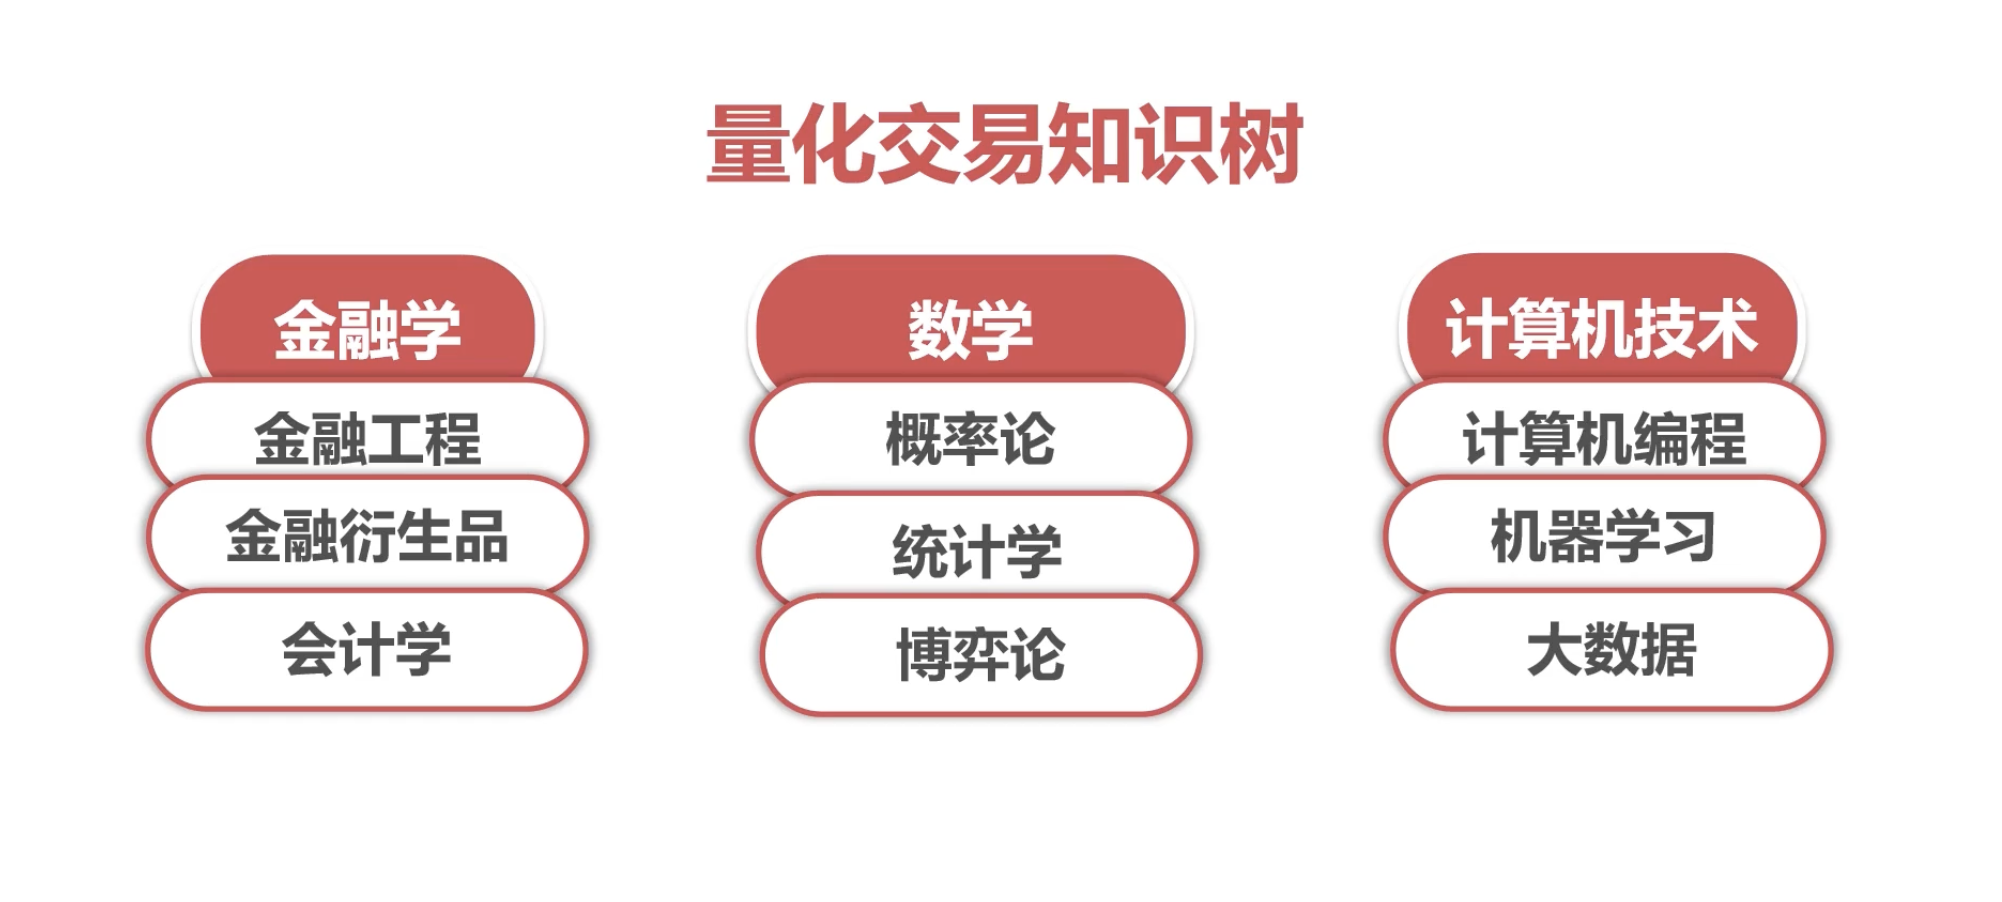 量化交易知识树
金融学
金融工程
金融衍生品
会计学
数学
概率论
统计学
博弈论
计算机技术
计算机编程
机器学习
大数据